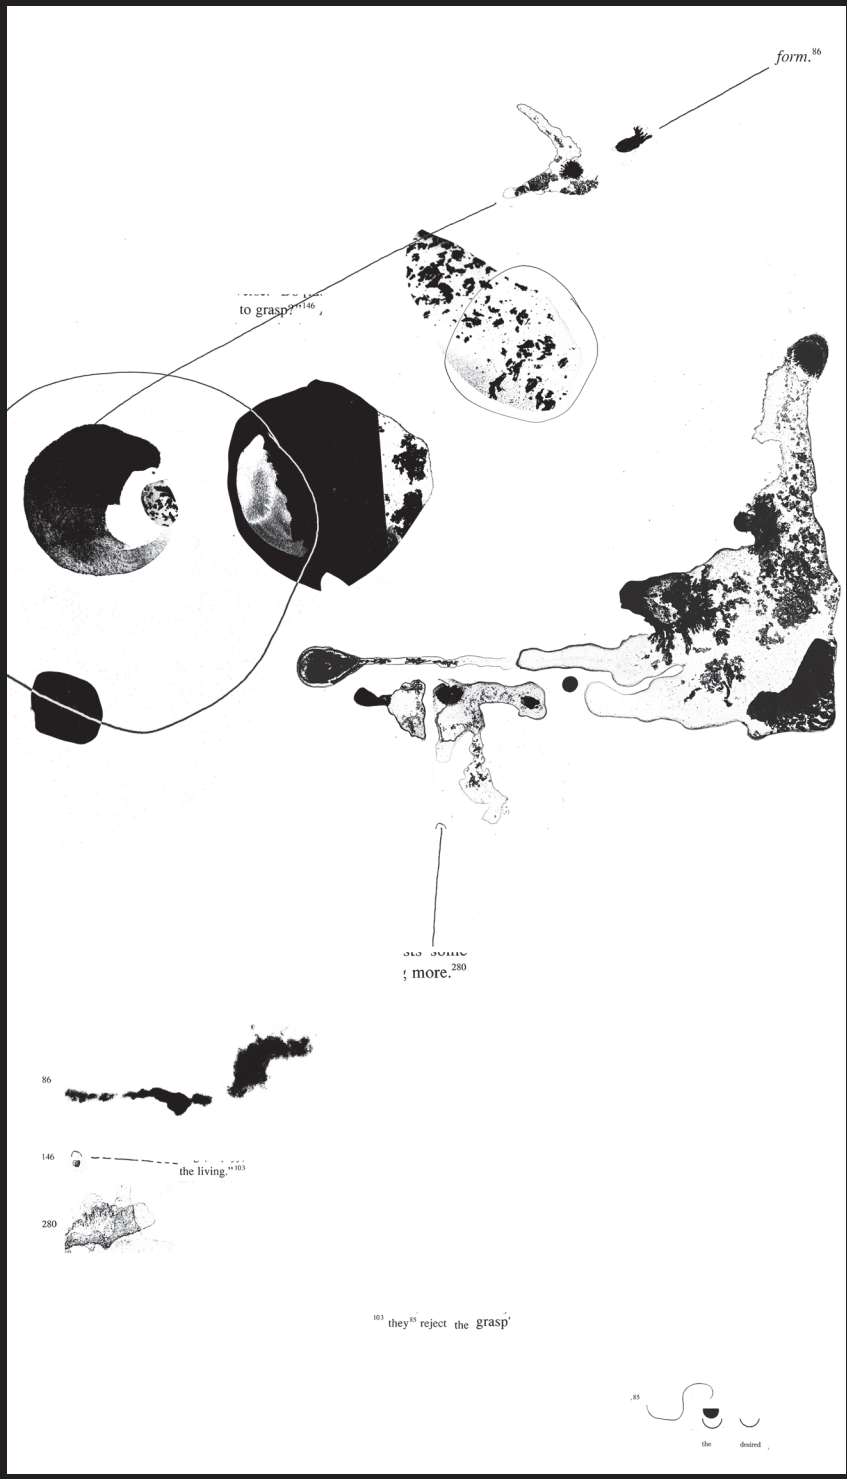 form.86
to grasp?”146
some
more.280
86
146
the living.”103
280
103 they85 reject the grasp
85
the desired